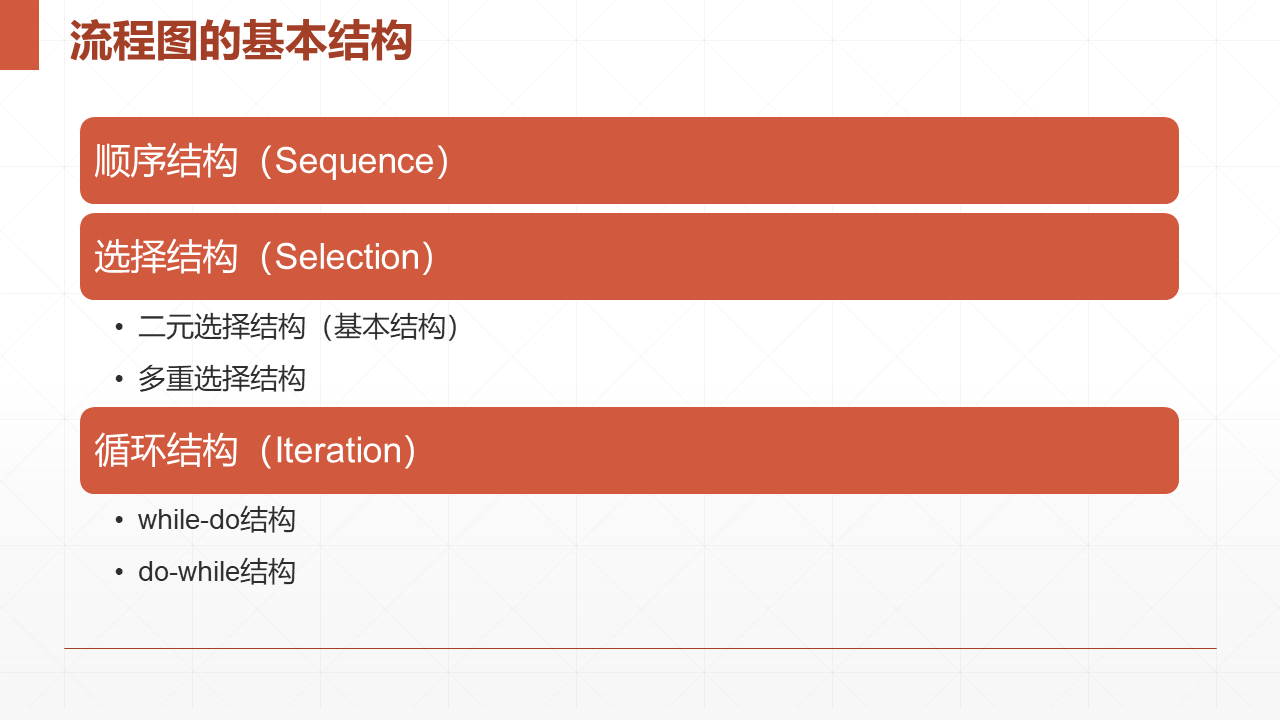 流程图的基本结构
顺序结构（Sequence）
选择结构（Selection）
• 二元选择结构（基本结构）
• 多重选择结构
循环结构（Iteration）
• while-do结构
• do-while结构